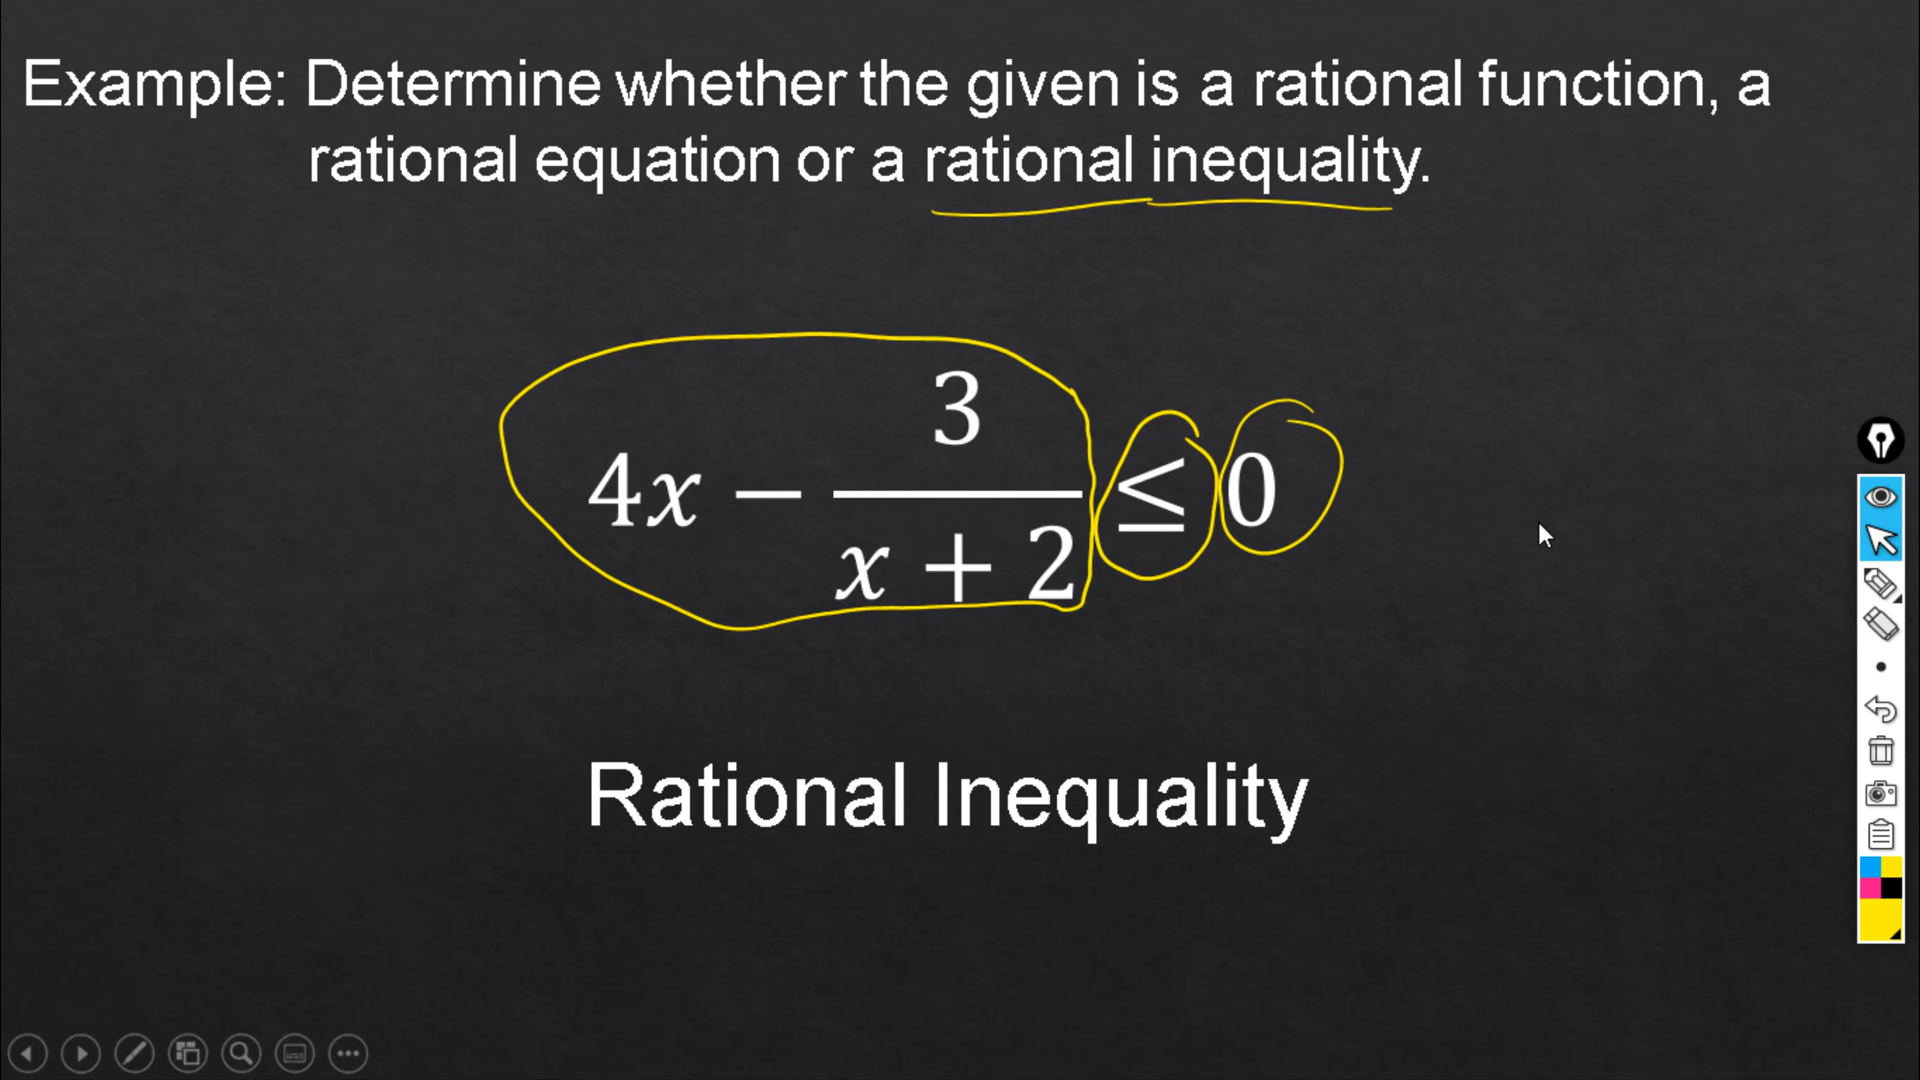 Example: Determine whether the given is a rational function, a
rational equation or a rational inequality.
4x − 3/(x + 2) ≤ 0
Rational Inequality